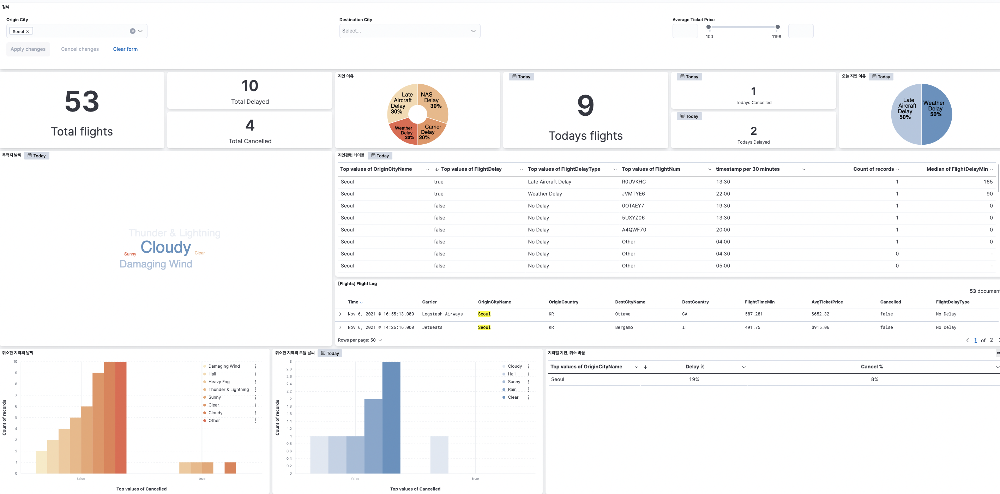 검색
Origin City
Destination City
Average Ticket Price
Seoul ×
Select...
100
1198
Apply changes
Cancel changes
Clear form
53
Total flights
10
Total Delayed
4
Total Cancelled
지연 이유
Late Aircraft Delay 30%
NAS Delay 30%
Weather Delay 20%
Carrier Delay 20%
Today
9
Todays flights
Today
1
Todays Cancelled
Today
2
Todays Delayed
오늘 지연 이유
Today
Late Aircraft Delay 50%
Weather Delay 50%
목적지 날씨
Today
Thunder & Lightning
Cloudy
Sunny
Clear
Damaging Wind
지연관련 테이블
Today
Top values of OriginCityName Top values of FlightDelay Top values of FlightDelayType Top values of FlightNum timestamp per 30 minutes Count of records Median of FlightDelayMin
Seoul true Late Aircraft Delay R0UVKHC 13:30 1 165
Seoul true Weather Delay JVMTYE6 22:00 1 90
Seoul false No Delay 0OTAEY7 19:30 1 0
Seoul false No Delay 5UXYZ06 13:30 1 0
Seoul false No Delay A4QWF70 20:00 1 0
Seoul false No Delay Other 04:00 1 0
Seoul false No Delay Other 04:30 0 -
Seoul false No Delay Other 05:00 0 -
[Flights] Flight Log
53 document
Time Carrier OriginCityName OriginCountry DestCityName DestCountry FlightTimeMin AvgTicketPrice Cancelled FlightDelayType
Nov 6, 2021 @ 16:55:13.000 Logstash Airways Seoul KR Ottawa CA 587.281 $652.32 false No Delay
Nov 6, 2021 @ 14:26:16.000 JetBeats Seoul KR Bergamo IT 491.75 $915.06 false No Delay
Rows per page: 50
1 of 2
취소한 지역의 날씨
Count of records
10
9
8
7
6
5
4
3
2
1
0
false
true
Top values of Cancelled
Damaging Wind
Hail
Heavy Fog
Thunder & Lightning
Sunny
Clear
Cloudy
Other
취소한 지역의 오늘 날씨
Today
Count of records
3
2.8
2.6
2.4
2.2
2
1.8
1.6
1.4
1.2
1
0.8
0.6
0.4
0.2
0
false
true
Top values of Cancelled
Cloudy
Hail
Sunny
Rain
Clear
지역별 지연, 취소 비율
Top values of OriginCityName Delay % Cancel %
Seoul 19% 8%